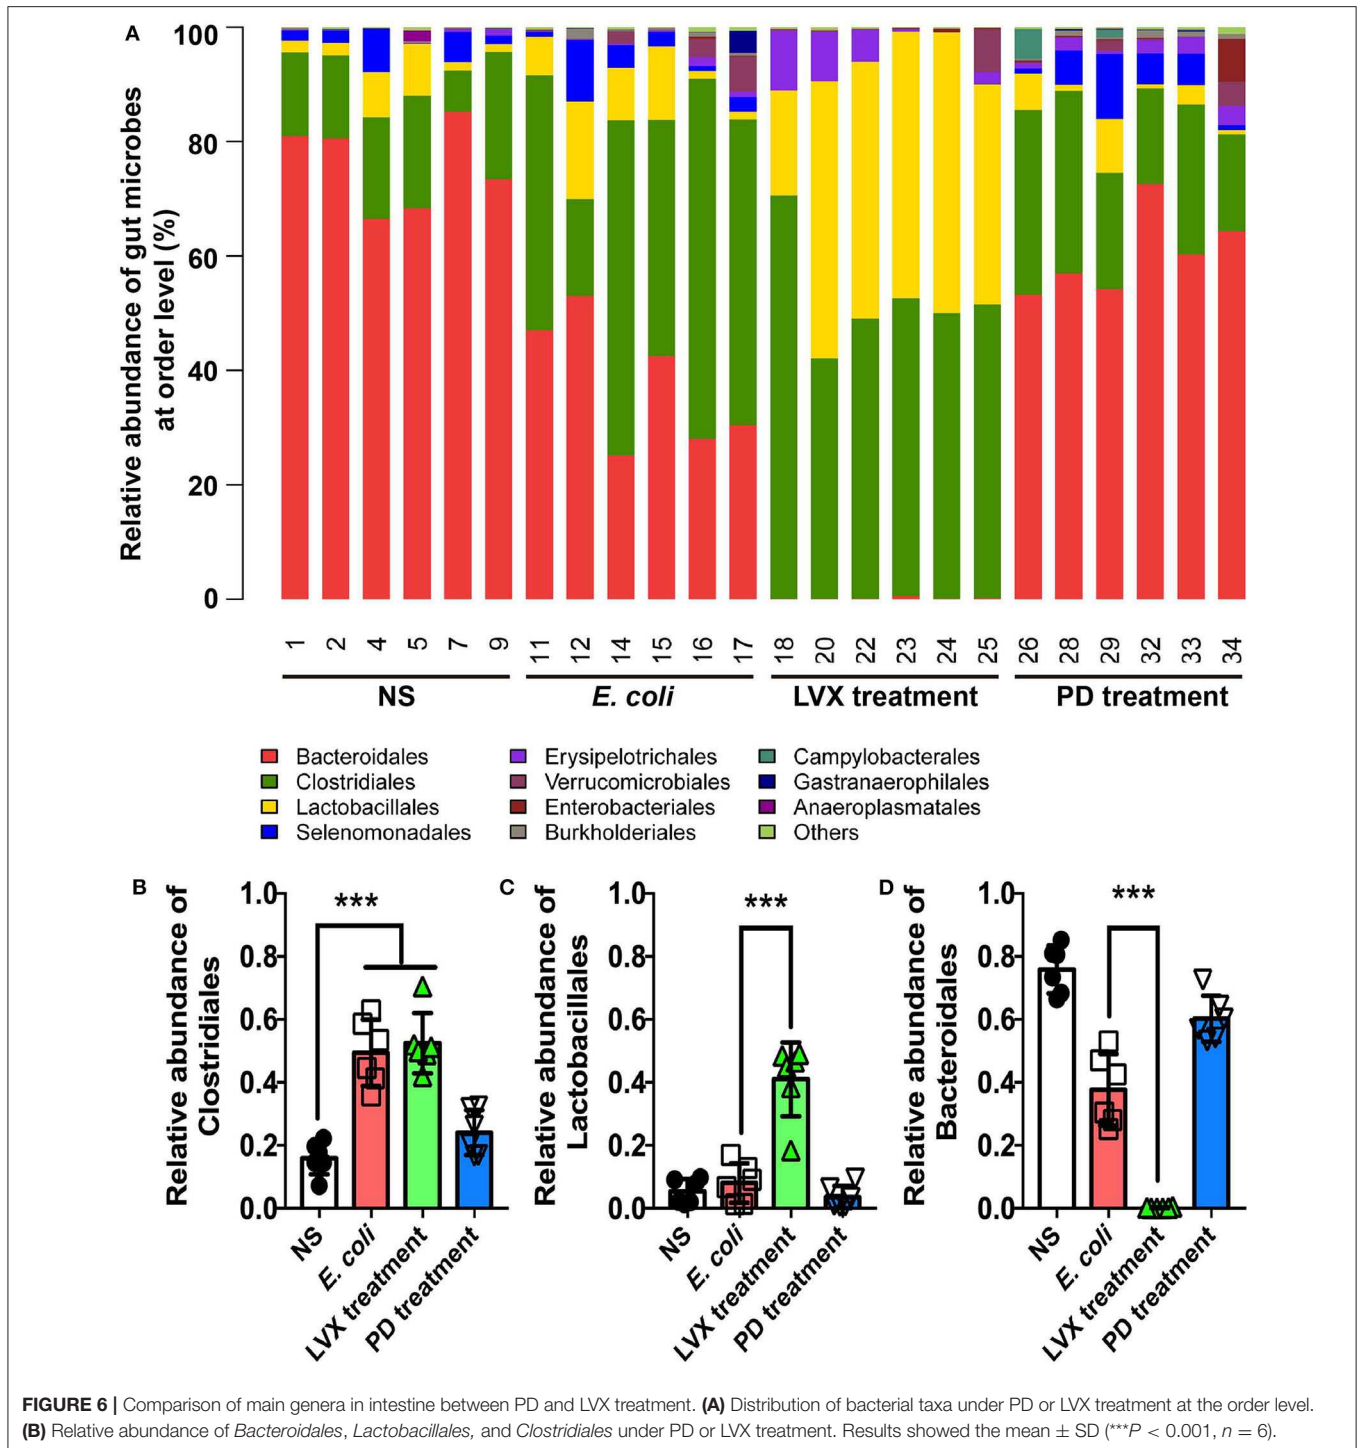 A
Relative abundance of gut microbes
at order level (%)
100
80
60
40
20
0
1 2 4 5 7 9 11 12 14 15 16 17 18 20 22 23 24 25 26 28 29 32 33 34
NS E. coli LVX treatment PD treatment
Bacteroidales Erysipelotrichales Campylobacterales
Clostridiales Verrucomicrobiales Gastranaerophilales
Lactobacillales Enterobacteriales Anaeroplasmatales
Selenomonadales Burkholderiales Others
B
Relative abundance of
Clostridiales
1.0
0.8
0.6
0.4
0.2
0.0
***
NS
E. coli
LVX treatment
PD treatment
C
Relative abundance of
Lactobacillales
1.0
0.8
0.6
0.4
0.2
0.0
***
NS
E. coli
LVX treatment
PD treatment
D
Relative abundance of
Bacteroidales
1.0
0.8
0.6
0.4
0.2
0.0
***
NS
E. coli
LVX treatment
PD treatment
FIGURE 6 | Comparison of main genera in intestine between PD and LVX treatment. (A) Distribution of bacterial taxa under PD or LVX treatment at the order level.
(B) Relative abundance of Bacteroidales, Lactobacillales, and Clostridiales under PD or LVX treatment. Results showed the mean ± SD (***P < 0.001, n = 6).